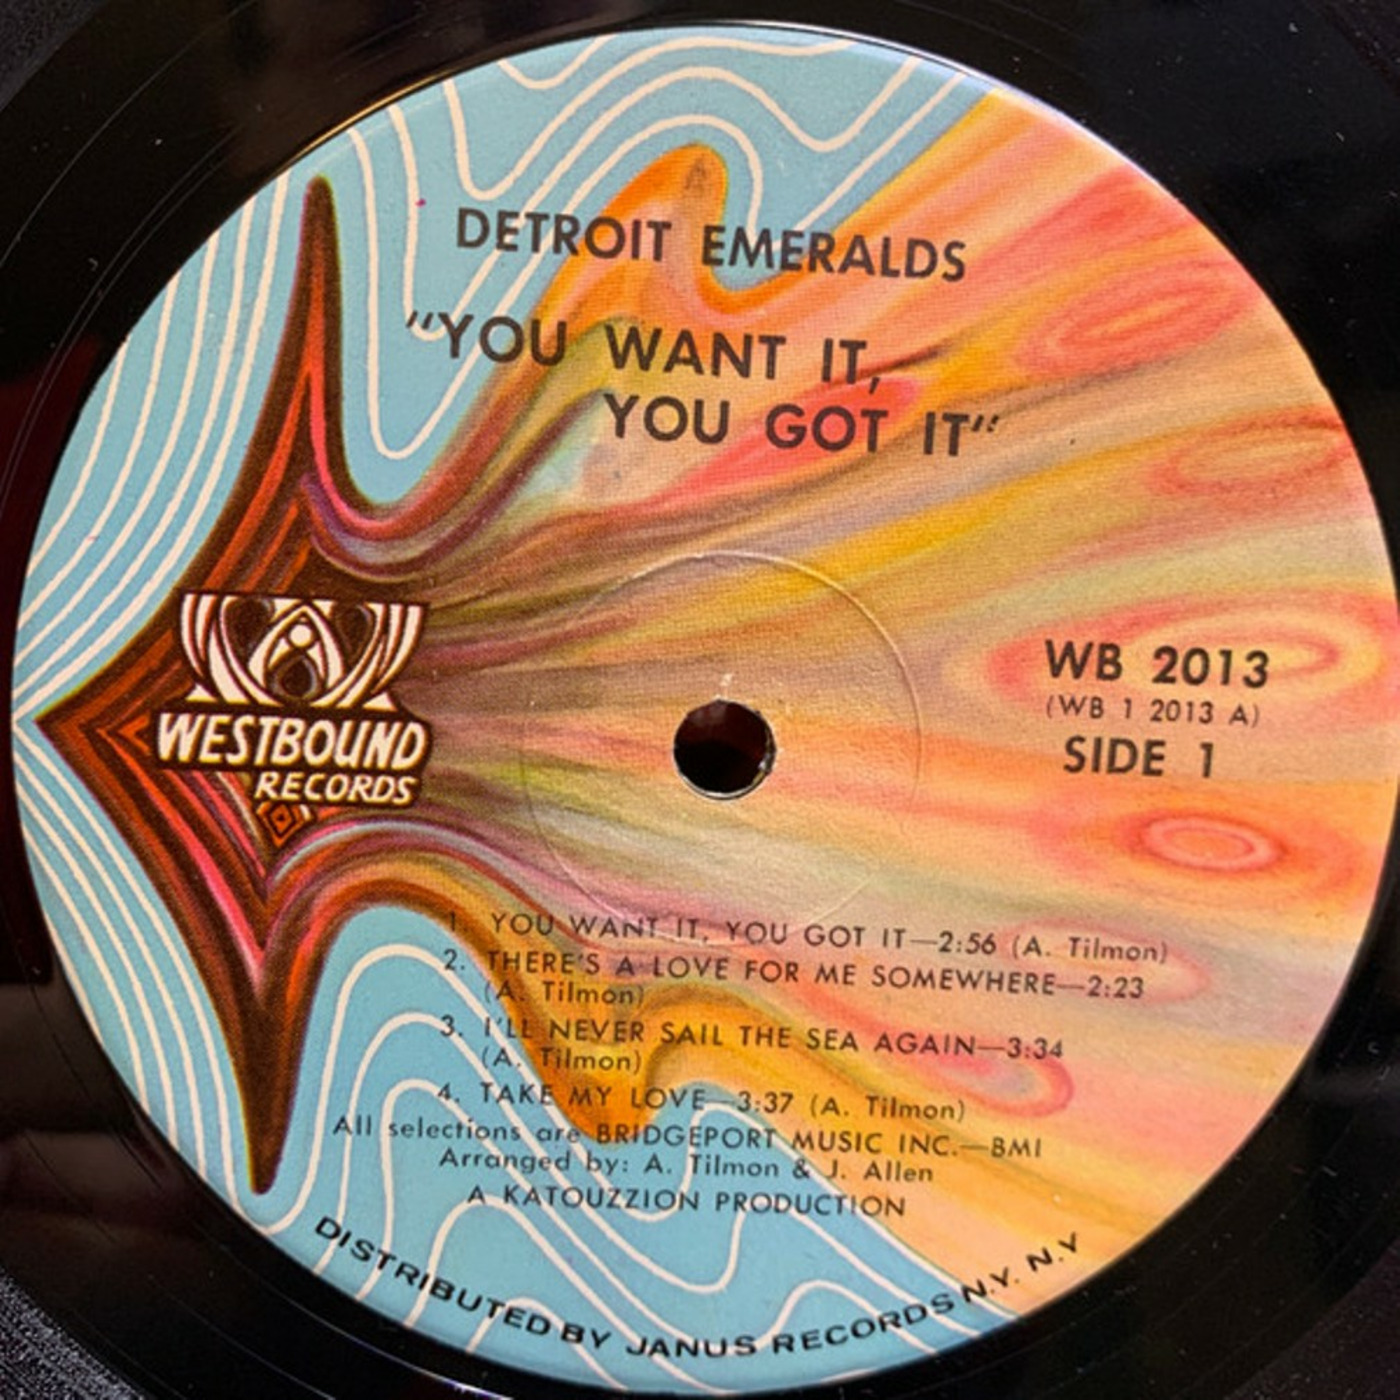 DETROIT EMERALDS
"YOU WANT IT,
YOU GOT IT"
WESTBOUND
RECORDS
WB 2013
(WB 1 2013 A)
SIDE 1
1. YOU WANT IT, YOU GOT IT—2:56 (A. Tilmon)
2. THERE'S A LOVE FOR ME SOMEWHERE—2:23
(A. Tilmon)
3. I'LL NEVER SAIL THE SEA AGAIN—3:34
(A. Tilmon)
4. TAKE MY LOVE—3:37 (A. Tilmon)
All selections are BRIDGEPORT MUSIC INC.—BMI
Arranged by: A. Tilmon & J. Allen
A KATOUZZION PRODUCTION
DISTRIBUTED BY JANUS RECORDS N.Y. N.Y